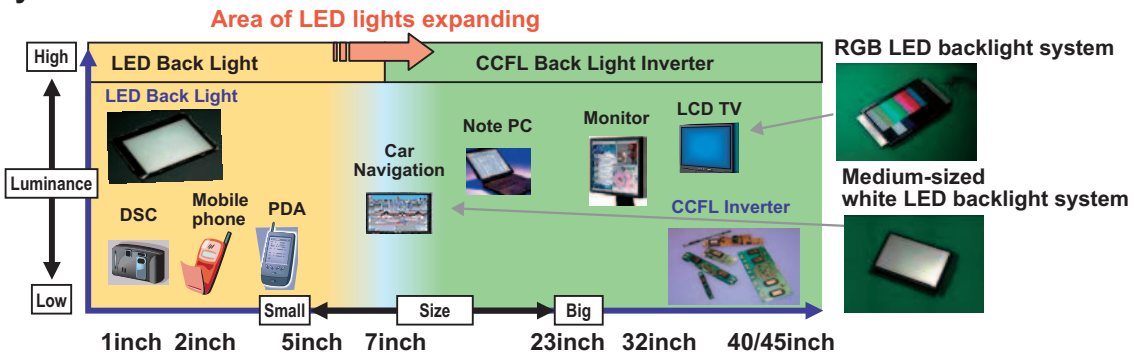 Area of LED lights expanding
High
LED Back Light
CCFL Back Light Inverter
RGB LED backlight system
LED Back Light
LCD TV
Monitor
Note PC
Car
Navigation
Medium-sized
white LED backlight system
Luminance
Mobile
phone
DSC
PDA
CCFL Inverter
Low
Small
Size
Big
1inch 2inch 5inch 7inch 23inch 32inch 40/45inch